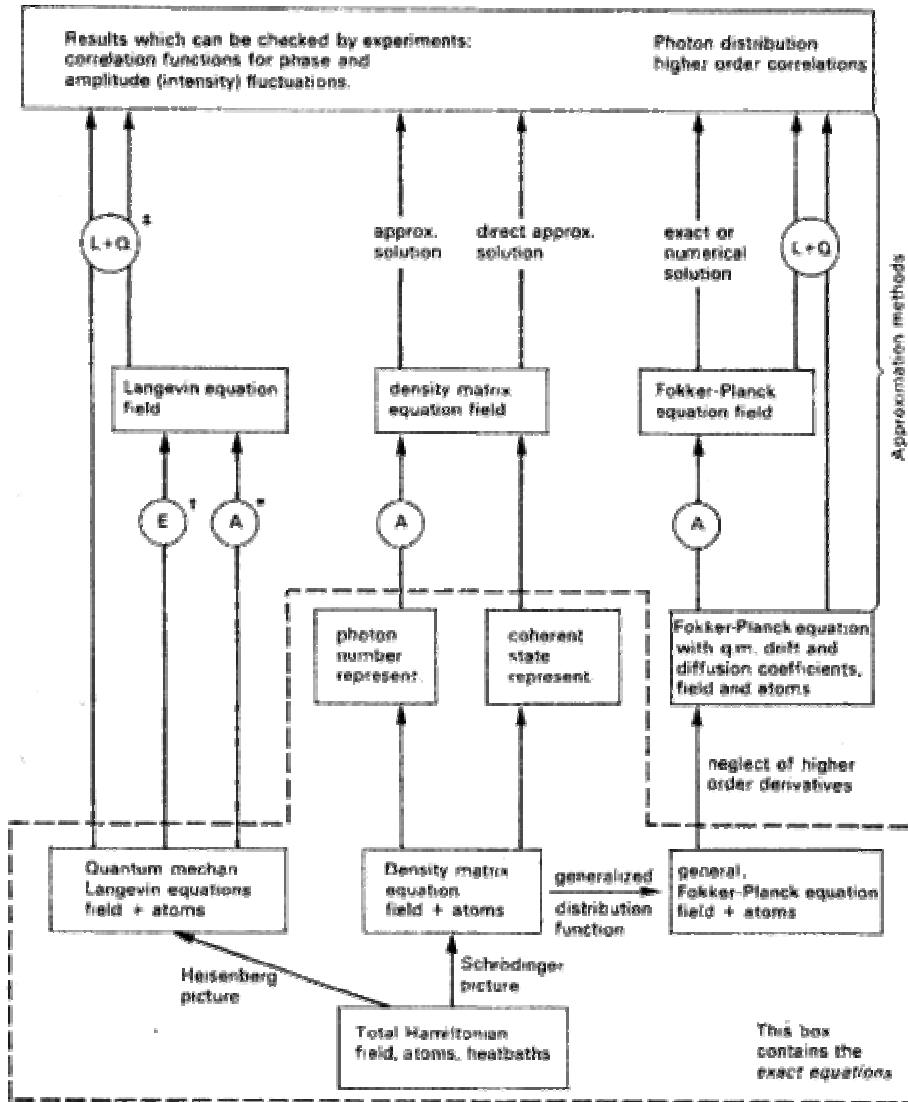 Results which can be checked by experiments:
correlation functions for phase and
amplitude (intensity) fluctuations.
Photon distribution
higher order correlations
L+Q ‡
approx.
solution
direct approx.
solution
exact or
numerical
solution
L+Q
Approximation methods
Langevin equation
field
density matrix
equation field
Fokker-Planck
equation field
E †
A *
A
A
photon
number
represent.
coherent
state
represent
Fokker-Planck equation
with q.m. drift and
diffusion coefficients,
field and atoms
neglect of higher
order derivatives
Quantum mechan
Langevin equations
field + atoms
Density matrix
equation
field + atoms
generalized
distribution
function
general.
Fokker-Planck equation
field + atoms
Heisenberg
picture
Schrödinger
picture
Total Hamiltonian
field, atoms, heatbaths
This box
contains the
exact equations